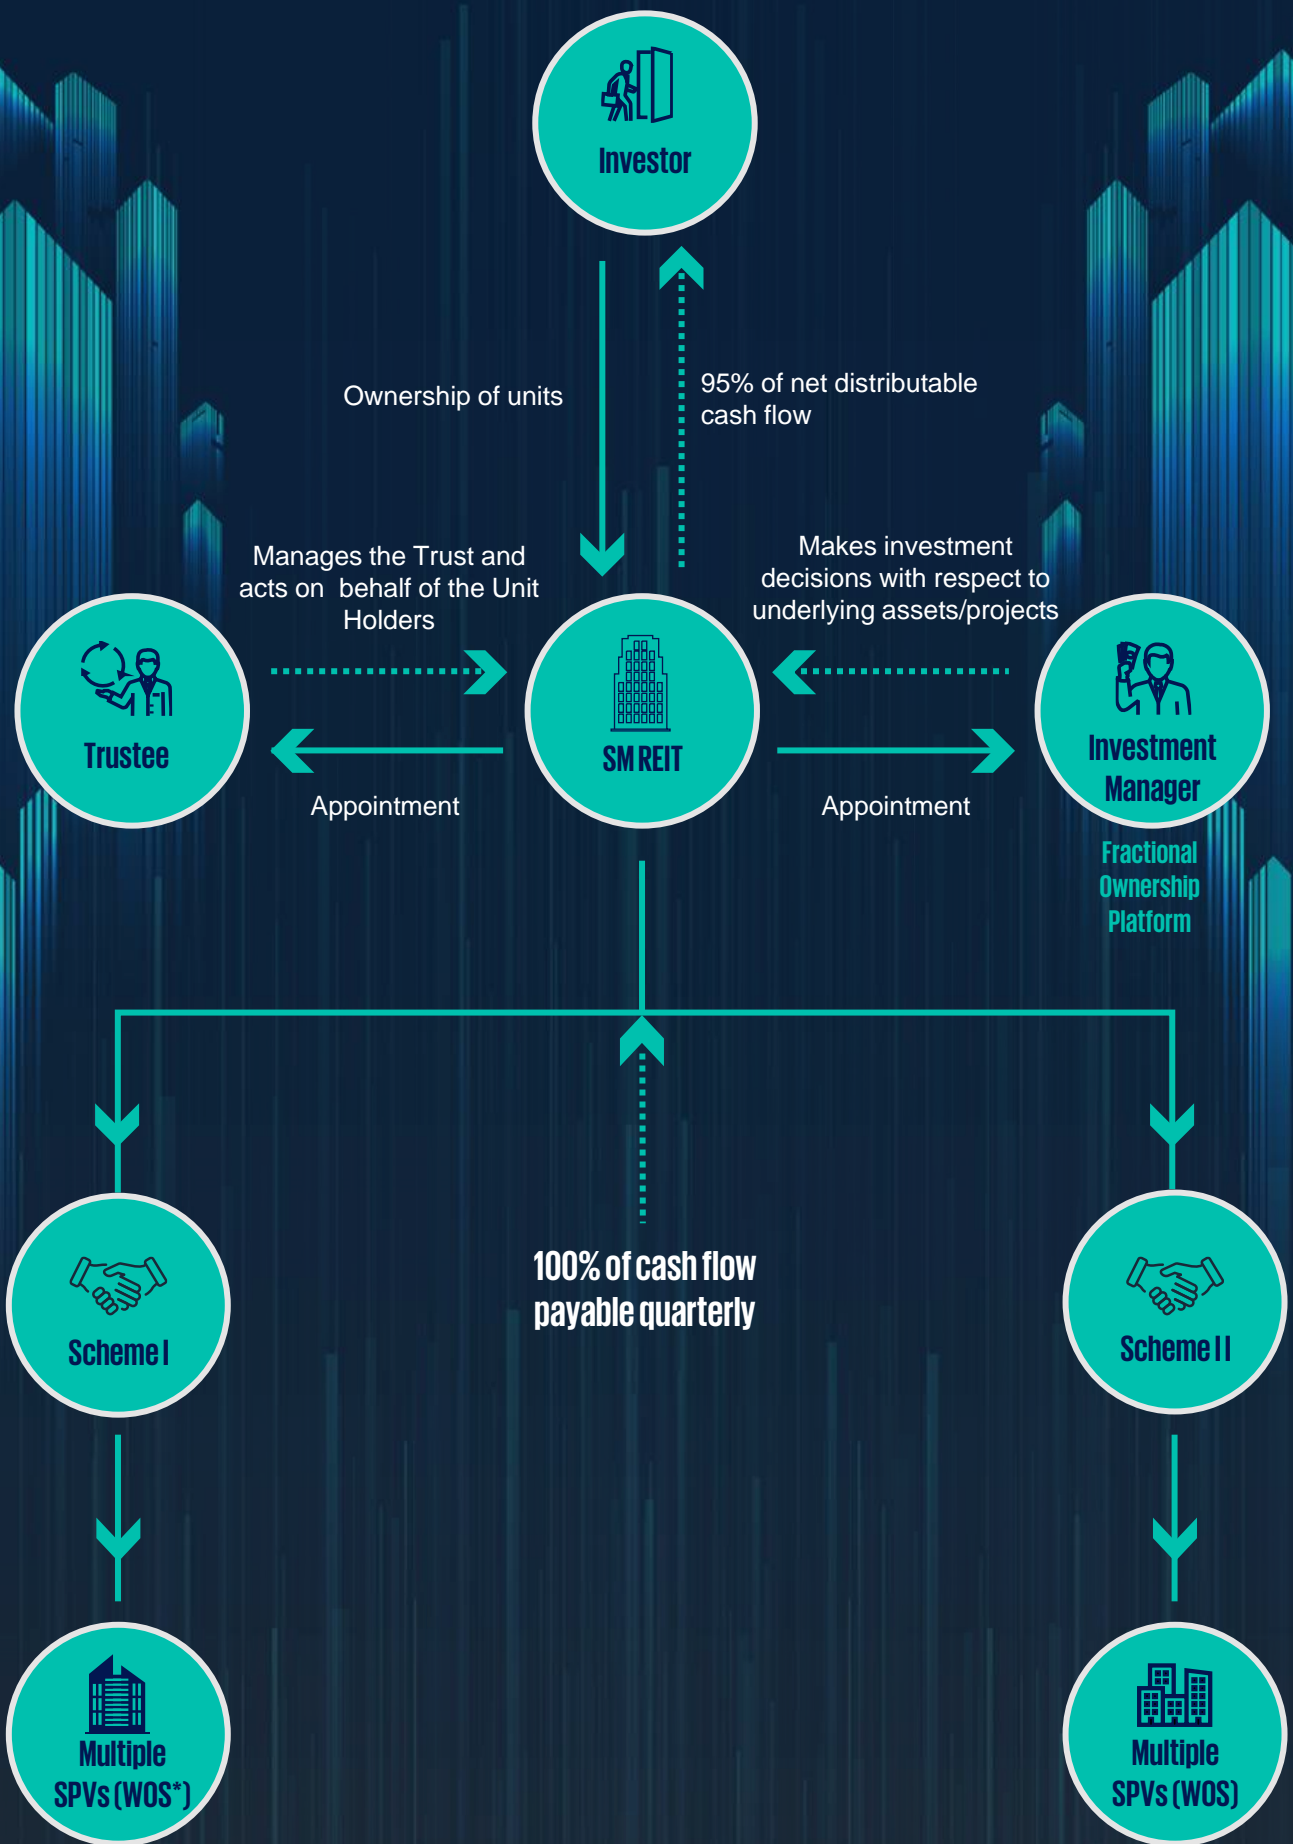 Investor
Ownership of units
95% of net distributable
cash flow
Manages the Trust and
acts on behalf of the Unit
Holders
Makes investment
decisions with respect to
underlying assets/projects
Trustee
SM REIT
Investment
Manager
Appointment
Appointment
Fractional
Ownership
Platform
100% of cash flow
payable quarterly
Scheme I
Scheme II
Multiple
SPVs (WOS*)
Multiple
SPVs (WOS)